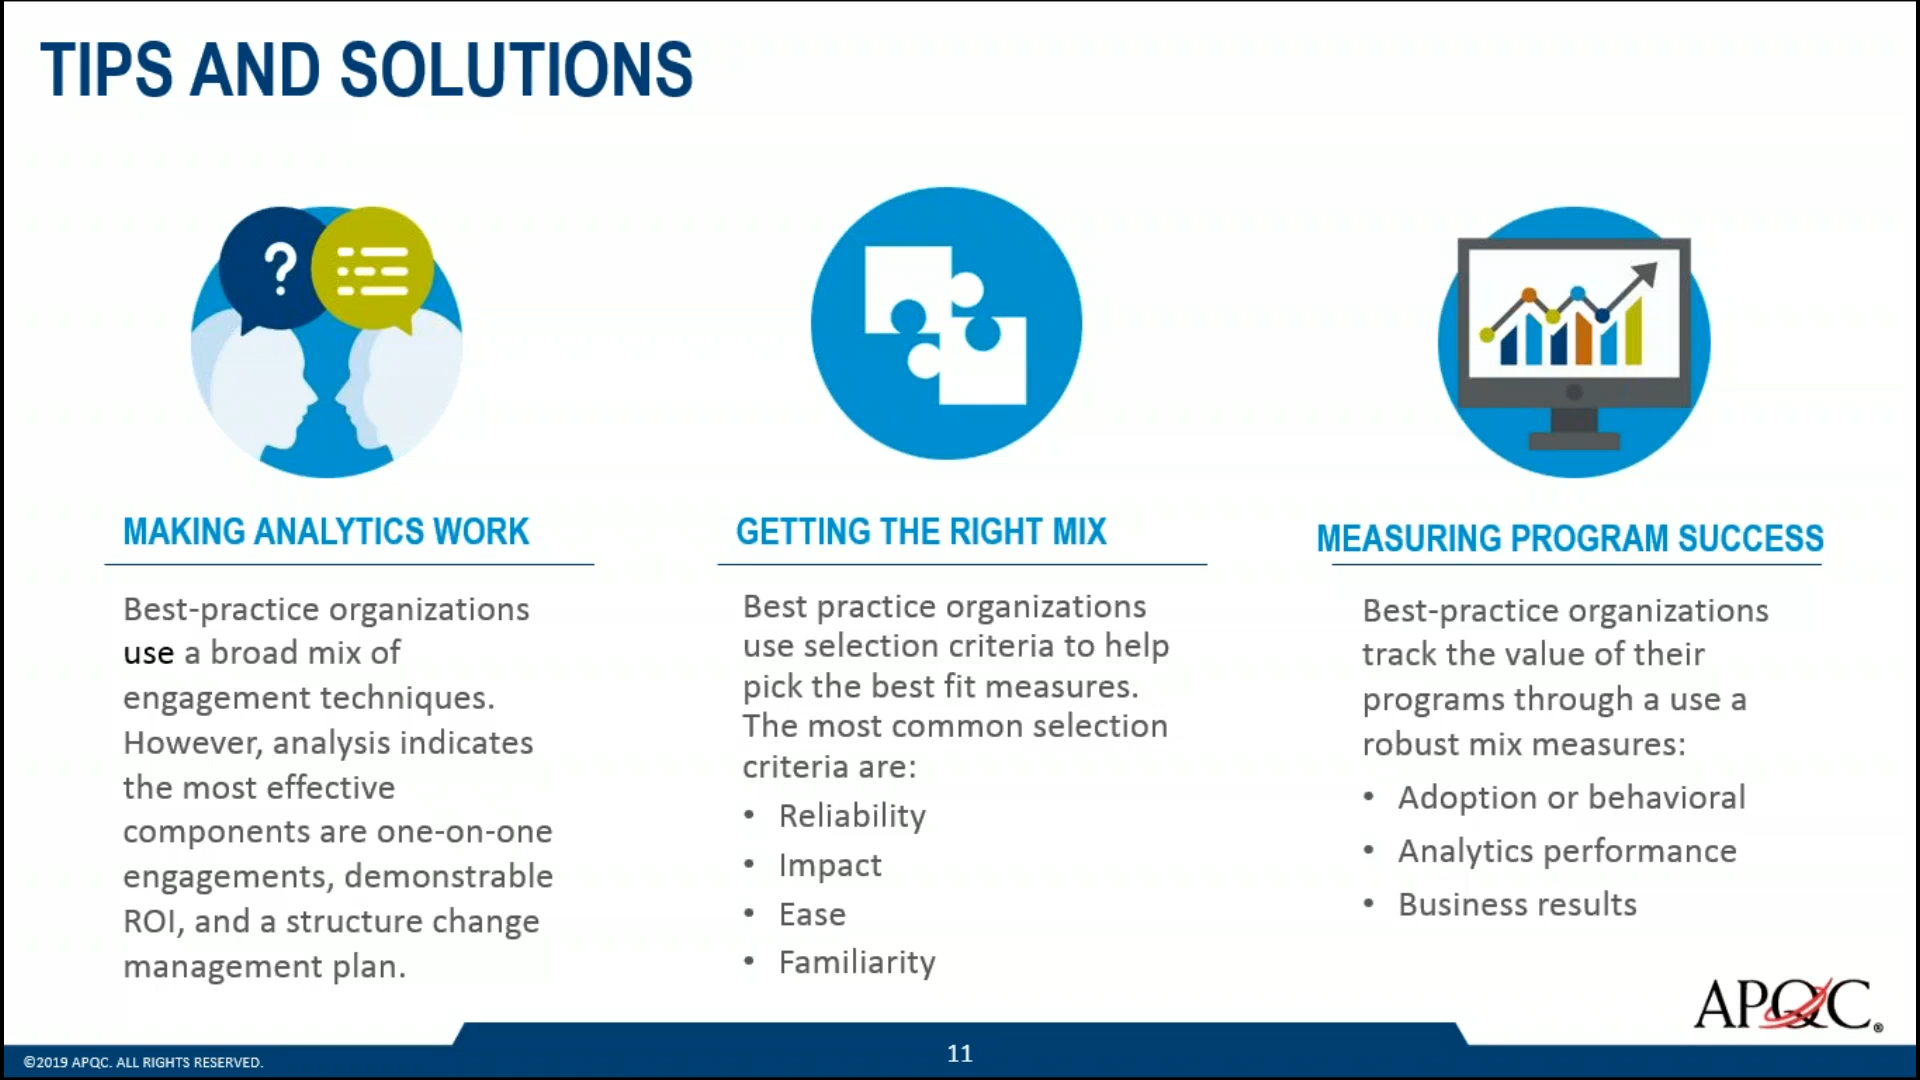 TIPS AND SOLUTIONS
?
MAKING ANALYTICS WORK
Best-practice organizations
use a broad mix of
engagement techniques.
However, analysis indicates
the most effective
components are one-on-one
engagements, demonstrable
ROI, and a structure change
management plan.
GETTING THE RIGHT MIX
Best practice organizations
use selection criteria to help
pick the best fit measures.
The most common selection
criteria are:
• Reliability
• Impact
• Ease
• Familiarity
MEASURING PROGRAM SUCCESS
Best-practice organizations
track the value of their
programs through a use a
robust mix measures:
• Adoption or behavioral
• Analytics performance
• Business results
APQC®
©2019 APQC. ALL RIGHTS RESERVED.
11